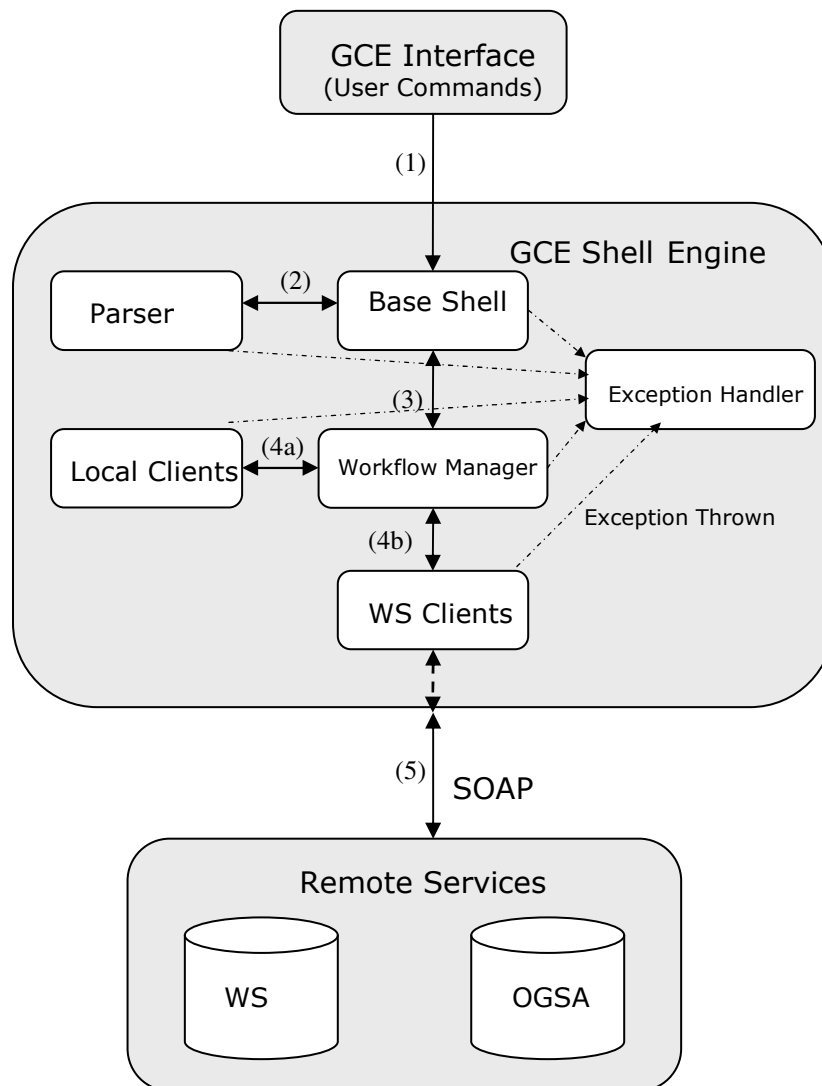 GCE Interface
(User Commands)
(1)
GCE Shell Engine
(2)
Base Shell
Parser
Exception Handler
(3)
(4a)
Local Clients
Workflow Manager
Exception Thrown
(4b)
WS Clients
(5)
SOAP
Remote Services
WS
OGSA